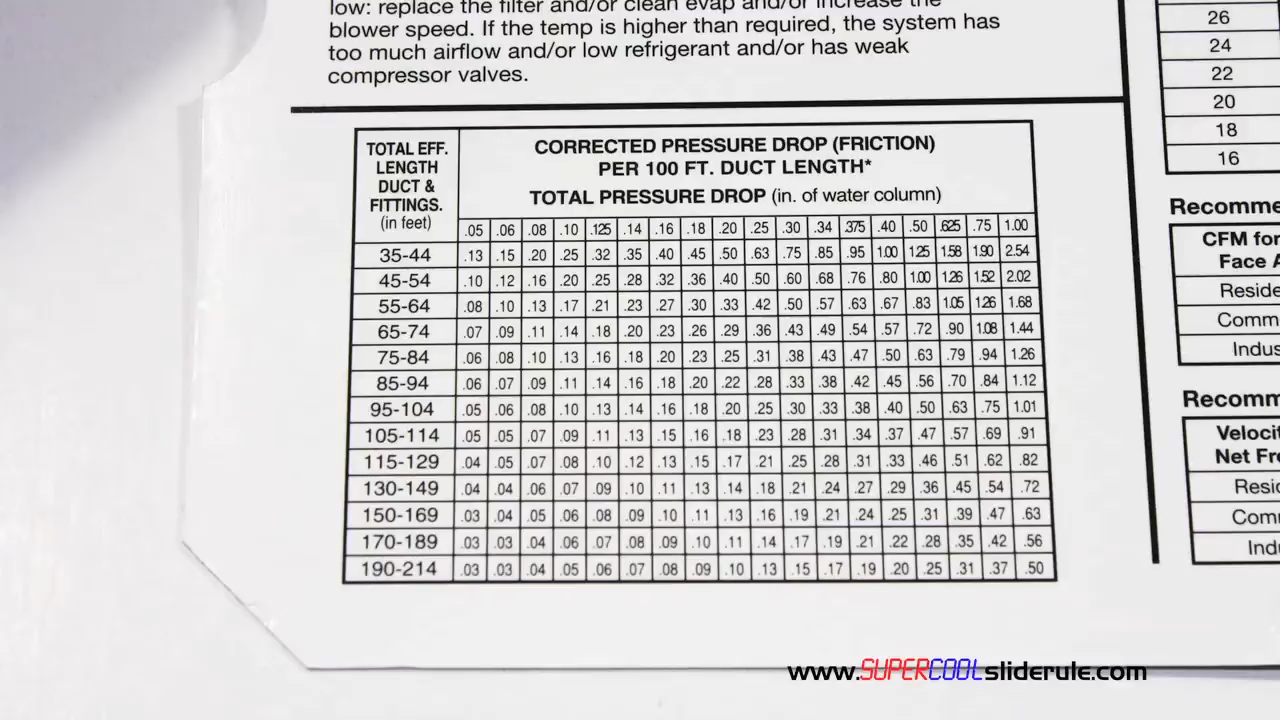 low: replace the filter and/or clean evap and/or increase the
blower speed. If the temp is higher than required, the system has
too much airflow and/or low refrigerant and/or has weak
compressor valves.
TOTAL EFF.
LENGTH
DUCT &
FITTINGS.
(in feet)
CORRECTED PRESSURE DROP (FRICTION)
PER 100 FT. DUCT LENGTH*
TOTAL PRESSURE DROP (in. of water column)
.05 .06 .08 .10 .125 .14 .16 .18 .20 .25 .30 .34 .375 .40 .50 .625 .75 1.00
35-44 .13 .15 .20 .25 .32 .35 .40 .45 .50 .63 .75 .85 .95 1.00 1.25 1.58 1.90 2.54
45-54 .10 .12 .16 .20 .25 .28 .32 .36 .40 .50 .60 .68 .76 .80 1.00 1.26 1.52 2.02
55-64 .08 .10 .13 .17 .21 .23 .27 .30 .33 .42 .50 .57 .63 .67 .83 1.05 1.26 1.68
65-74 .07 .09 .11 .14 .18 .20 .23 .26 .29 .36 .43 .49 .54 .57 .72 .90 1.08 1.44
75-84 .06 .08 .10 .13 .16 .18 .20 .23 .25 .31 .38 .43 .47 .50 .63 .79 .94 1.26
85-94 .06 .07 .09 .11 .14 .16 .18 .20 .22 .28 .33 .38 .42 .45 .56 .70 .84 1.12
95-104 .05 .06 .08 .10 .13 .14 .16 .18 .20 .25 .30 .33 .38 .40 .50 .63 .75 1.01
105-114 .05 .05 .07 .09 .11 .13 .15 .16 .18 .23 .28 .31 .34 .37 .47 .57 .69 .91
115-129 .04 .05 .07 .08 .10 .12 .13 .15 .17 .21 .25 .28 .31 .33 .46 .51 .62 .82
130-149 .04 .04 .06 .07 .09 .10 .11 .13 .14 .18 .21 .24 .27 .29 .36 .45 .54 .72
150-169 .03 .04 .05 .06 .08 .09 .10 .11 .13 .16 .19 .21 .24 .25 .31 .39 .47 .63
170-189 .03 .03 .04 .06 .07 .08 .09 .10 .11 .14 .17 .19 .21 .22 .28 .35 .42 .56
190-214 .03 .03 .04 .05 .06 .07 .08 .09 .10 .13 .15 .17 .19 .20 .25 .31 .37 .50
26
24
22
20
18
16
Recomme
CFM for
Face A
Reside
Comm
Indus
Recomm
Velocit
Net Fre
Resid
Comm
Indu
www.SUPERCOOLsliderule.com